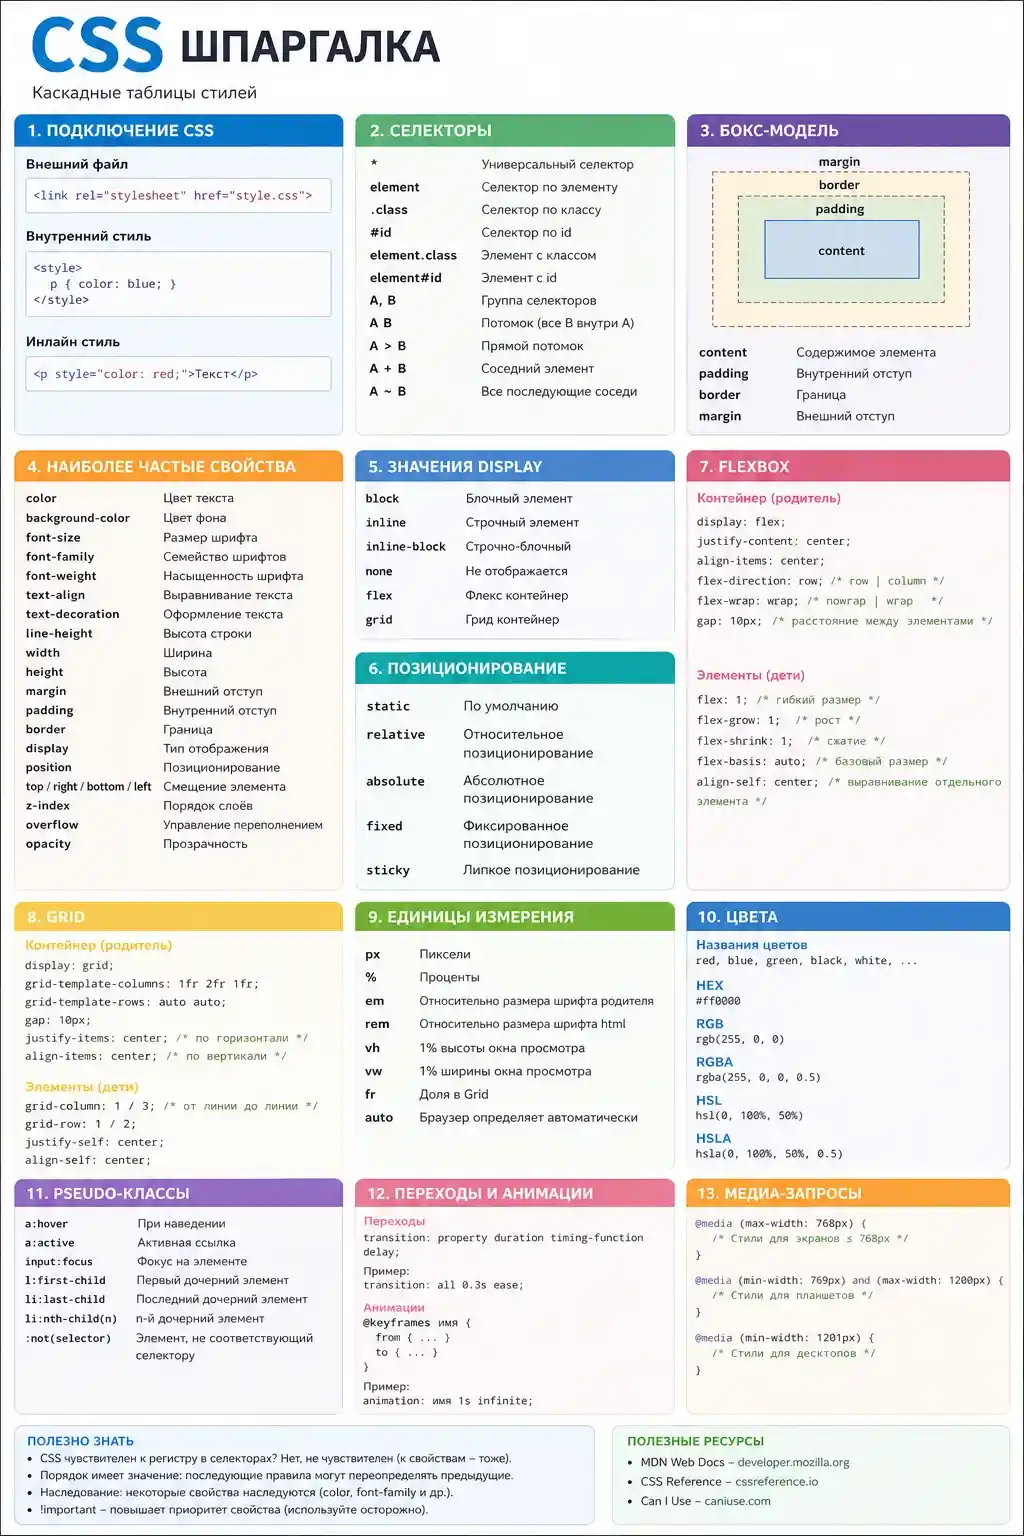 CSS ШПАРГАЛКА
Каскадные таблицы стилей
1. ПОДКЛЮЧЕНИЕ CSS
Внешний файл
<link rel="stylesheet" href="style.css">
Внутренний стиль
<style>
p { color: blue; }
</style>
Инлайн стиль
<p style="color: red;">Текст</p>
2. СЕЛЕКТОРЫ
* Универсальный селектор
element Селектор по элементу
.class Селектор по классу
#id Селектор по id
element.class Элемент с классом
element#id Элемент с id
A, B Группа селекторов
A B Потомок (все B внутри A)
A > B Прямой потомок
A + B Соседний элемент
A ~ B Все последующие соседи
3. БОКС-МОДЕЛЬ
margin
border
padding
content
content Содержимое элемента
padding Внутренний отступ
border Граница
margin Внешний отступ
4. НАИБОЛЕЕ ЧАСТЫЕ СВОЙСТВА
color Цвет текста
background-color Цвет фона
font-size Размер шрифта
font-family Семейство шрифтов
font-weight Насыщенность шрифта
text-align Выравнивание текста
text-decoration Оформление текста
line-height Высота строки
width Ширина
height Высота
margin Внешний отступ
padding Внутренний отступ
border Граница
display Тип отображения
position Позиционирование
top / right / bottom / left Смещение элемента
z-index Порядок слоёв
overflow Управление переполнением
opacity Прозрачность
5. ЗНАЧЕНИЯ DISPLAY
block Блочный элемент
inline Строчный элемент
inline-block Строчно-блочный
none Не отображается
flex Флекс контейнер
grid Грид контейнер
6. ПОЗИЦИОНИРОВАНИЕ
static По умолчанию
relative Относительное
позиционирование
absolute Абсолютное
позиционирование
fixed Фиксированное
позиционирование
sticky Липкое позиционирование
7. FLEXBOX
Контейнер (родитель)
display: flex;
justify-content: center;
align-items: center;
flex-direction: row; /* row | column */
flex-wrap: wrap; /* nowrap | wrap */
gap: 10px; /* расстояние между элементами */
Элементы (дети)
flex: 1; /* гибкий размер */
flex-grow: 1; /* рост */
flex-shrink: 1; /* сжатие */
flex-basis: auto; /* базовый размер */
align-self: center; /* выравнивание отдельного
элемента */
8. GRID
Контейнер (родитель)
display: grid;
grid-template-columns: 1fr 2fr 1fr;
grid-template-rows: auto auto;
gap: 10px;
justify-items: center; /* по горизонтали */
align-items: center; /* по вертикали */
Элементы (дети)
grid-column: 1 / 3; /* от линии до линии */
grid-row: 1 / 2;
justify-self: center;
align-self: center;
9. ЕДИНИЦЫ ИЗМЕРЕНИЯ
px Пиксели
% Проценты
em Относительно размера шрифта родителя
rem Относительно размера шрифта html
vh 1% высоты окна просмотра
vw 1% ширины окна просмотра
fr Доля в Grid
auto Браузер определяет автоматически
10. ЦВЕТА
Названия цветов
red, blue, green, black, white, ...
HEX
#ff0000
RGB
rgb(255, 0, 0)
RGBA
rgba(255, 0, 0, 0.5)
HSL
hsl(0, 100%, 50%)
HSLA
hsla(0, 100%, 50%, 0.5)
11. PSEUDO-КЛАССЫ
a:hover При наведении
a:active Активная ссылка
input:focus Фокус на элементе
l:first-child Первый дочерний элемент
li:last-child Последний дочерний элемент
li:nth-child(n) n-й дочерний элемент
:not(selector) Элемент, не соответствующий
селектору
12. ПЕРЕХОДЫ И АНИМАЦИИ
Переходы
transition: property duration timing-function
delay;
Пример:
transition: all 0.3s ease;
Анимации
@keyframes имя {
from { ... }
to { ... }
}
Пример:
animation: имя 1s infinite;
13. МЕДИА-ЗАПРОСЫ
@media (max-width: 768px) {
/* Стили для экранов ≤ 768px */
}
@media (min-width: 769px) and (max-width: 1200px) {
/* Стили для планшетов */
}
@media (min-width: 1201px) {
/* Стили для десктопов */
}
ПОЛЕЗНО ЗНАТЬ
• CSS чувствителен к регистру в селекторах? Нет, не чувствителен (к свойствам – тоже).
• Порядок имеет значение: последующие правила могут переопределять предыдущие.
• Наследование: некоторые свойства наследуются (color, font-family и др.).
• !important – повышает приоритет свойства (используйте осторожно).
ПОЛЕЗНЫЕ РЕСУРСЫ
• MDN Web Docs – developer.mozilla.org
• CSS Reference – cssreference.io
• Can I Use – caniuse.com